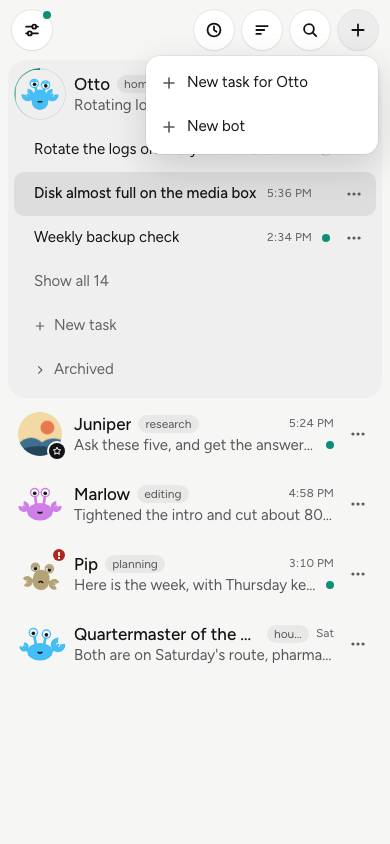 New task for Otto
New bot
Otto
Rotating lo
Rotate the logs o
Disk almost full on the media box 5:36 PM
Weekly backup check 2:34 PM
Show all 14
New task
Archived
Juniper research 5:24 PM
Ask these five, and get the answer...
Marlow editing 4:58 PM
Tightened the intro and cut about 80...
Pip planning 3:10 PM
Here is the week, with Thursday ke...
Quartermaster of the ... hou... Sat
Both are on Saturday's route, pharma...